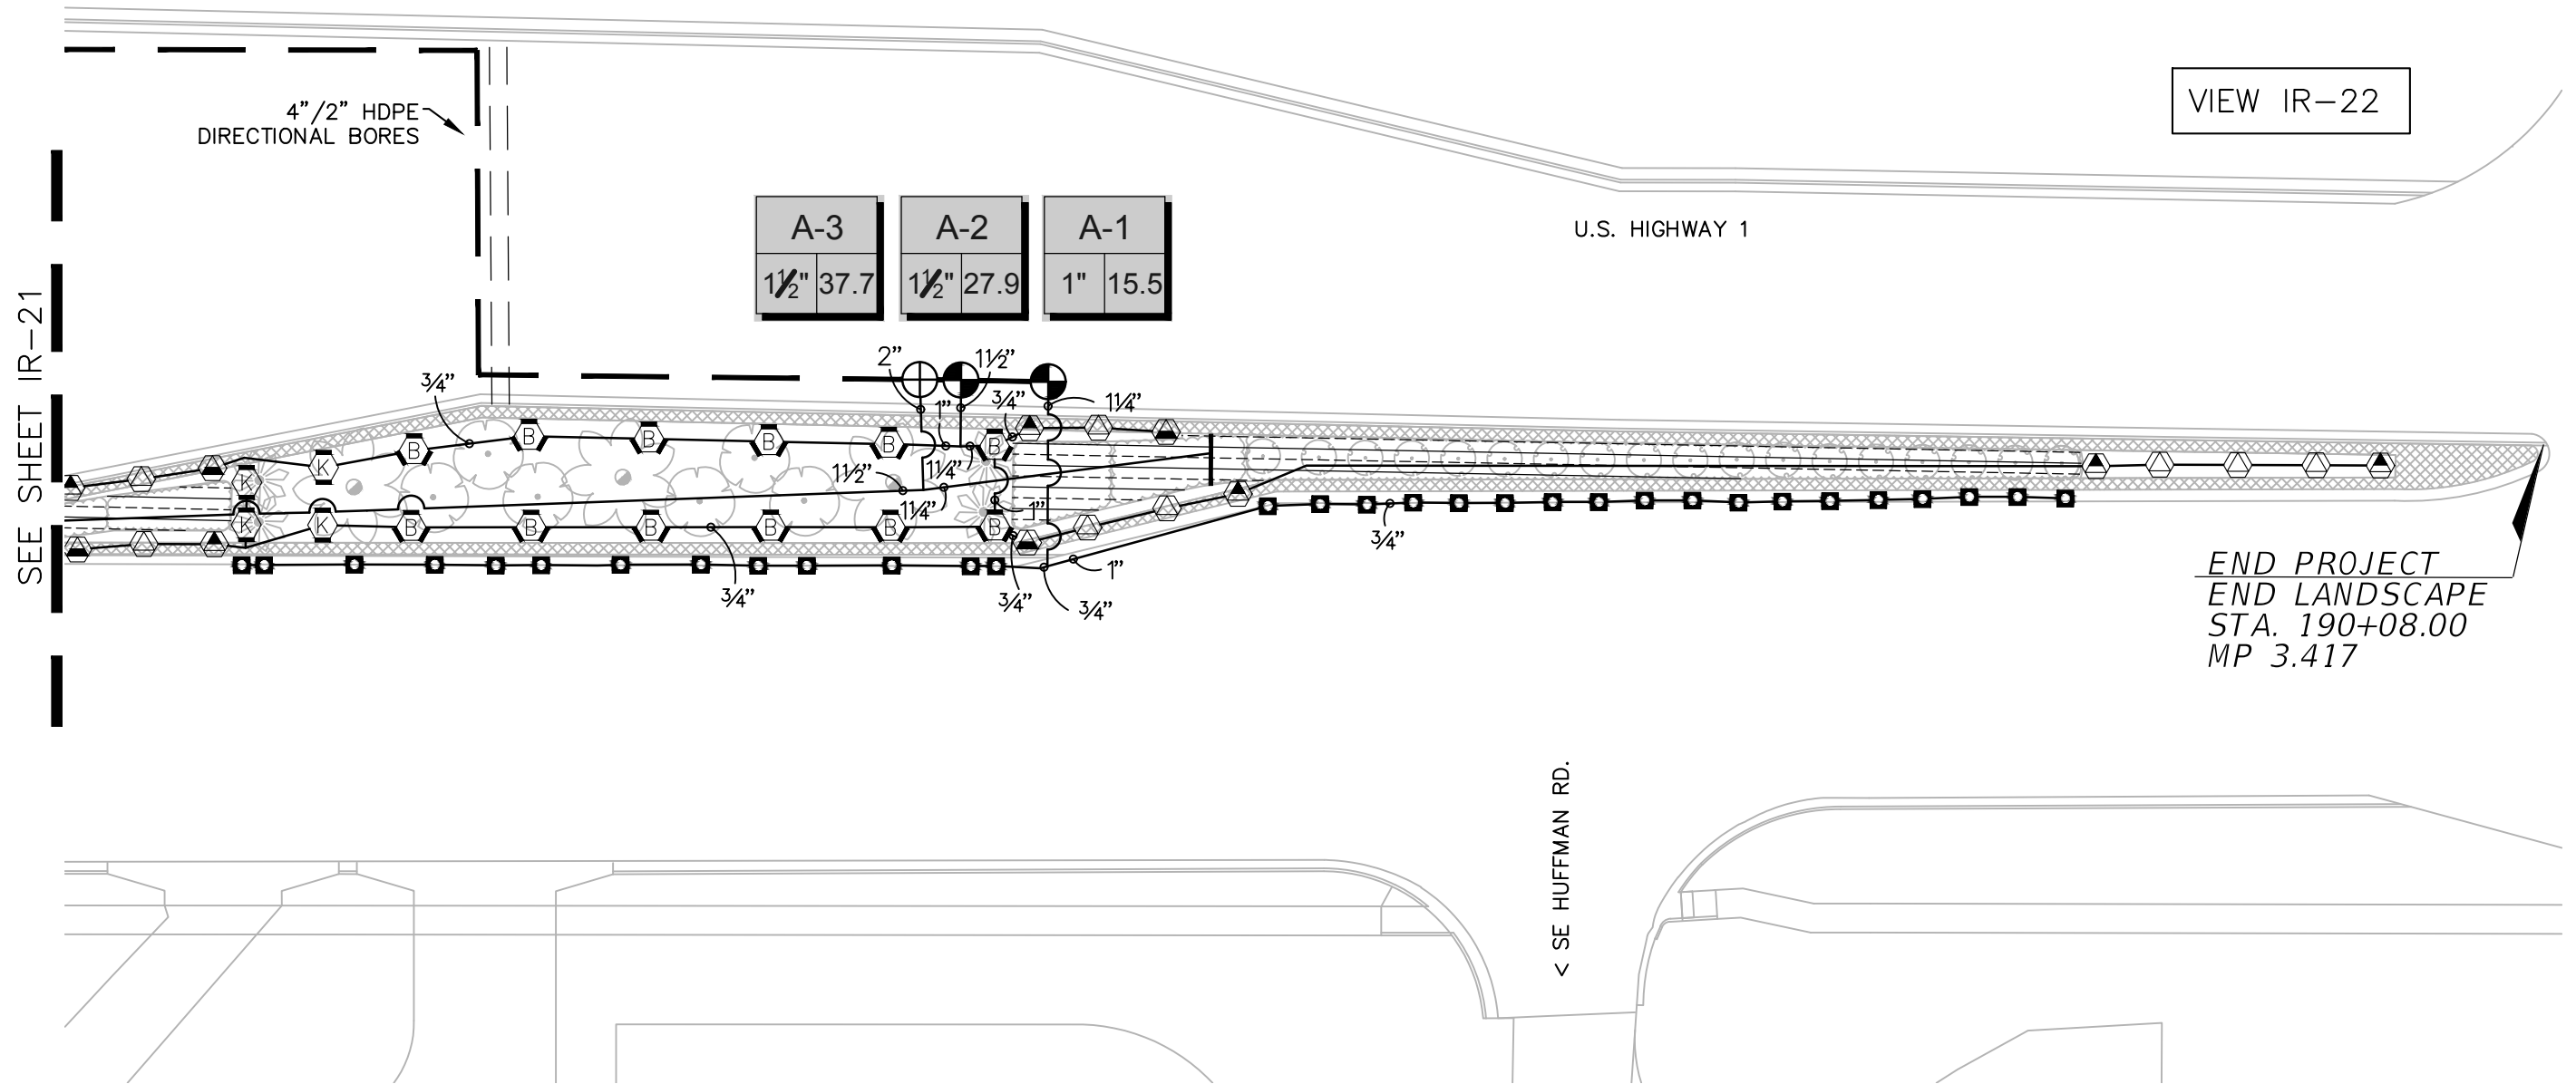 VIEW IR-22
4"/2" HDPE
DIRECTIONAL BORES
SEE SHEET IR-21
A-3
1½" 37.7
A-2
1½" 27.9
A-1
1" 15.5
U.S. HIGHWAY 1
2"
1½"
3/4"
1"
3/4"
1¼"
B
B
B
B
B
B
K
K
1½"
1¼"
1¼"
1"
K
K
B
B
B
B
B
B
3/4"
3/4"
3/4"
3/4"
1"
3/4"
END PROJECT
END LANDSCAPE
STA. 190+08.00
MP 3.417
< SE HUFFMAN RD.